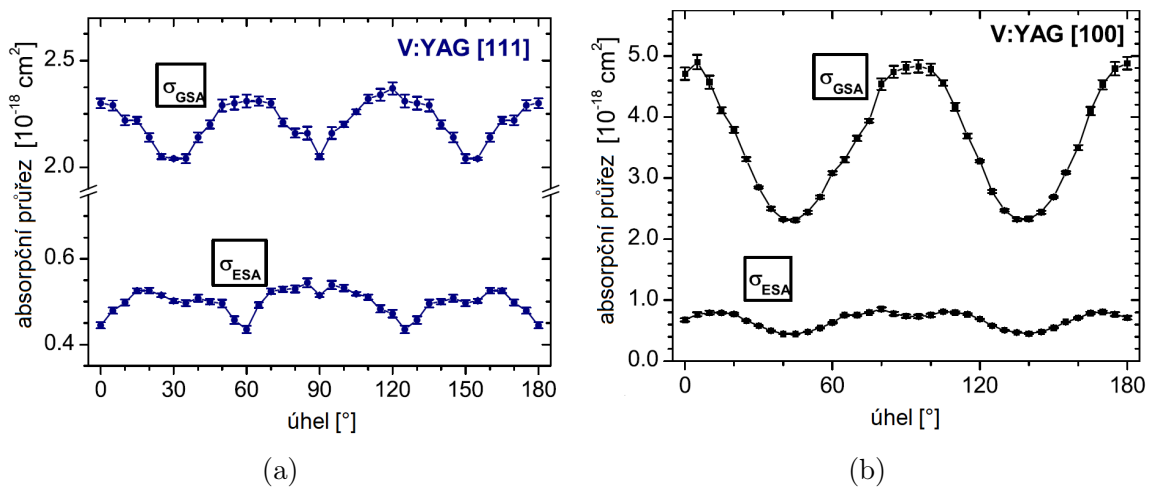 V:YAG [111]
σGSA
σESA
absorpční průřez [10⁻¹⁸ cm²]
2.5
2.0
0.6
0.4
0 30 60 90 120 150 180
úhel [°]
(a)
V:YAG [100]
σGSA
σESA
absorpční průřez [10⁻¹⁸ cm²]
5.0
4.0
3.0
2.0
1.0
0.0
0 60 120 180
úhel [°]
(b)